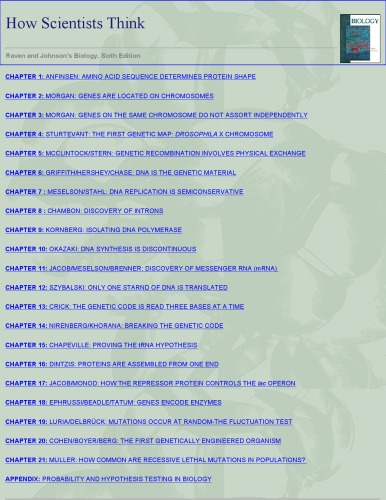 How Scientists Think
BIOLOGY
Raven and Johnson's Biology, Sixth Edition
CHAPTER 1: ANFINSEN: AMINO ACID SEQUENCE DETERMINES PROTEIN SHAPE
CHAPTER 2: MORGAN: GENES ARE LOCATED ON CHROMOSOMES
CHAPTER 3: MORGAN: GENES ON THE SAME CHROMOSOME DO NOT ASSORT INDEPENDENTLY
CHAPTER 4: STURTEVANT: THE FIRST GENETIC MAP: DROSOPHILA X CHROMOSOME
CHAPTER 5: MCCLINTOCK/STERN: GENETIC RECOMBINATION INVOLVES PHYSICAL EXCHANGE
CHAPTER 6: GRIFFITH/HERSHEY/CHASE: DNA IS THE GENETIC MATERIAL
CHAPTER 7 : MESELSON/STAHL: DNA REPLICATION IS SEMICONSERVATIVE
CHAPTER 8 : CHAMBON: DISCOVERY OF INTRONS
CHAPTER 9: KORNBERG: ISOLATING DNA POLYMERASE
CHAPTER 10: OKAZAKI: DNA SYNTHESIS IS DISCONTINUOUS
CHAPTER 11: JACOB/MESELSON/BRENNER: DISCOVERY OF MESSENGER RNA (mRNA)
CHAPTER 12: SZYBALSKI: ONLY ONE STARND OF DNA IS TRANSLATED
CHAPTER 13: CRICK: THE GENETIC CODE IS READ THREE BASES AT A TIME
CHAPTER 14: NIRENBERG/KHORANA: BREAKING THE GENETIC CODE
CHAPTER 15: CHAPEVILLE: PROVING THE tRNA HYPOTHESIS
CHAPTER 16: DINTZIS: PROTEINS ARE ASSEMBLED FROM ONE END
CHAPTER 17: JACOB/MONOD: HOW THE REPRESSOR PROTEIN CONTROLS THE lac OPERON
CHAPTER 18: EPHRUSSI/BEADLE/TATUM: GENES ENCODE ENZYMES
CHAPTER 19: LURIA/DELBRÜCK: MUTATIONS OCCUR AT RANDOM-THE FLUCTUATION TEST
CHAPTER 20: COHEN/BOYER/BERG: THE FIRST GENETICALLY ENGINEERED ORGANISM
CHAPTER 21: MULLER: HOW COMMON ARE RECESSIVE LETHAL MUTATIONS IN POPULATIONS?
APPENDIX: PROBABILITY AND HYPOTHESIS TESTING IN BIOLOGY